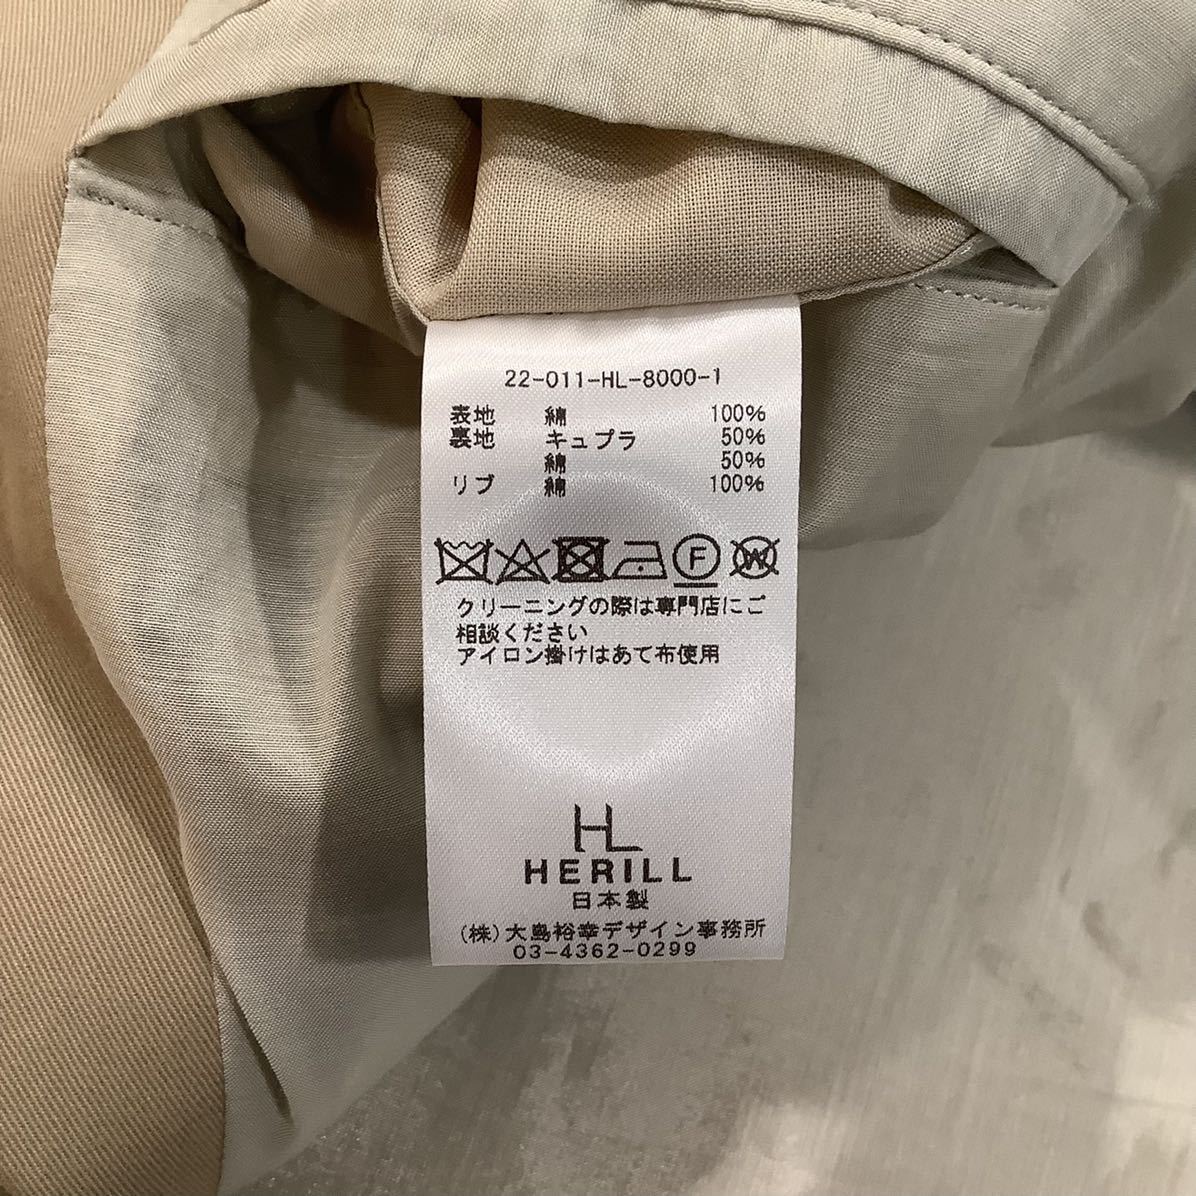 22-011-HL-8000-1
表地 綿 100%
裏地 キュプラ 50%
綿 50%
リブ 綿 100%
F W
クリーニングの際は専門店にご
相談ください
アイロン掛けはあて布使用
HL
HERILL
日本製
(株)大島裕幸デザイン事務所
03-4362-0299